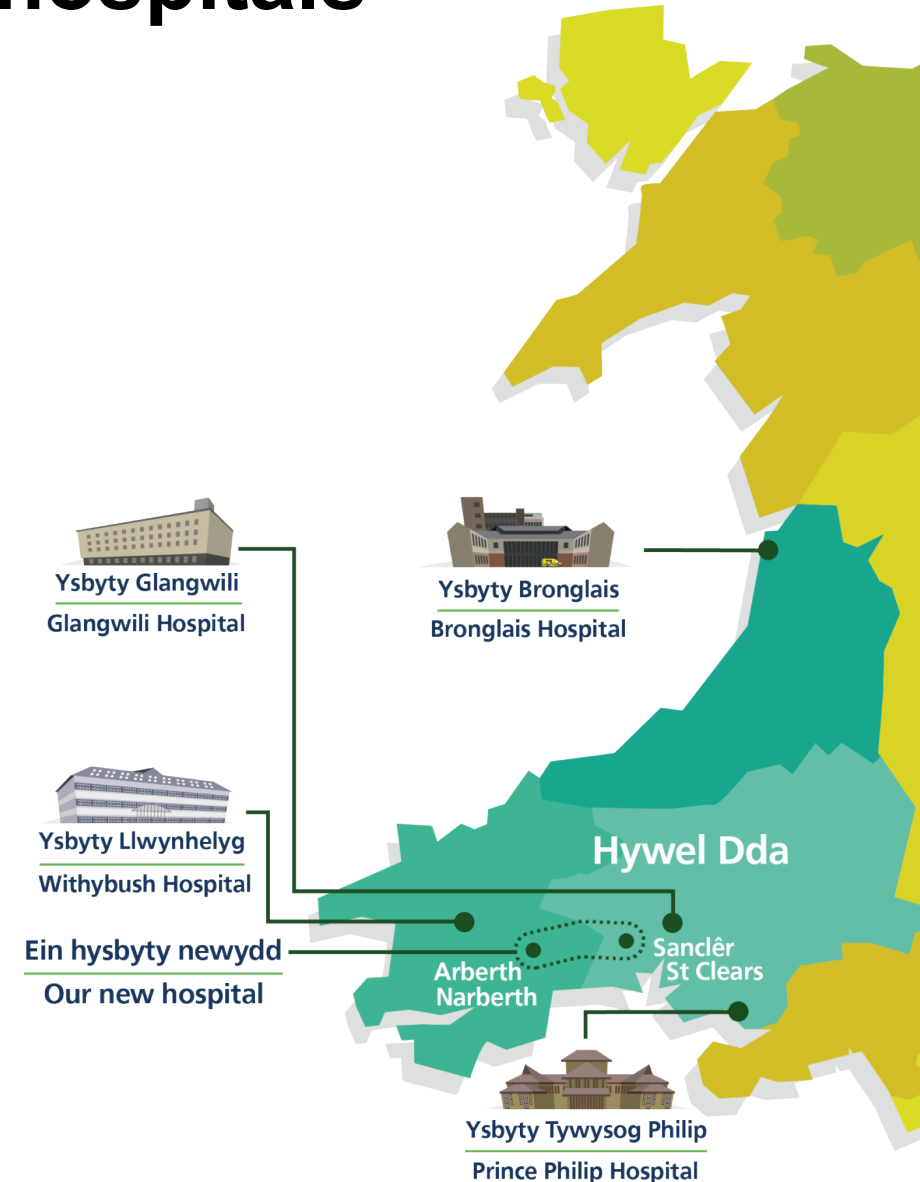 hospitals
Ysbyty Glangwili
Glangwili Hospital
Ysbyty Bronglais
Bronglais Hospital
Ysbyty Llwynhelyg
Withybush Hospital
Hywel Dda
Ein hysbyty newydd
Our new hospital
Arberth
Narberth
Sanclêr
St Clears
Ysbyty Tywysog Philip
Prince Philip Hospital